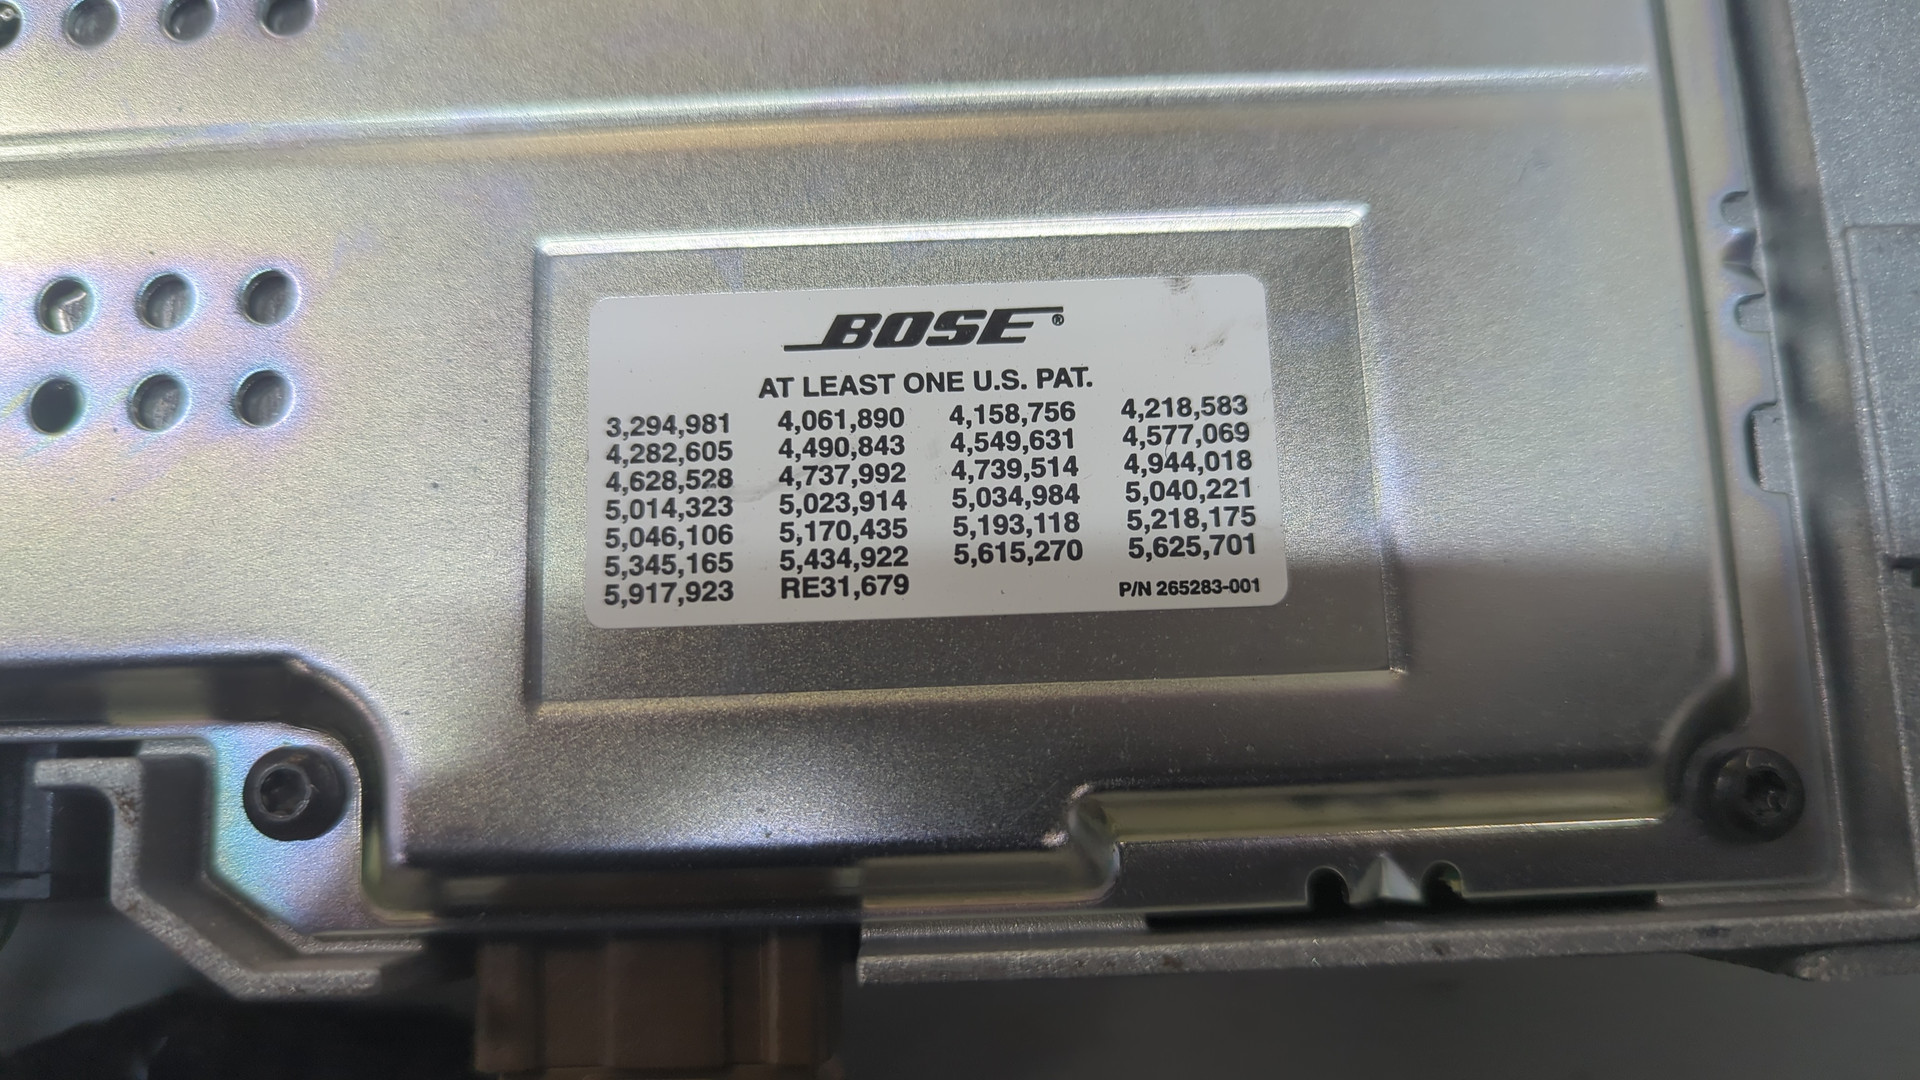 BOSE®
AT LEAST ONE U.S. PAT.
3,294,981 4,061,890 4,158,756 4,218,583
4,282,605 4,490,843 4,549,631 4,577,069
4,628,528 4,737,992 4,739,514 4,944,018
5,014,323 5,023,914 5,034,984 5,040,221
5,046,106 5,170,435 5,193,118 5,218,175
5,345,165 5,434,922 5,615,270 5,625,701
5,917,923 RE31,679 P/N 265283-001